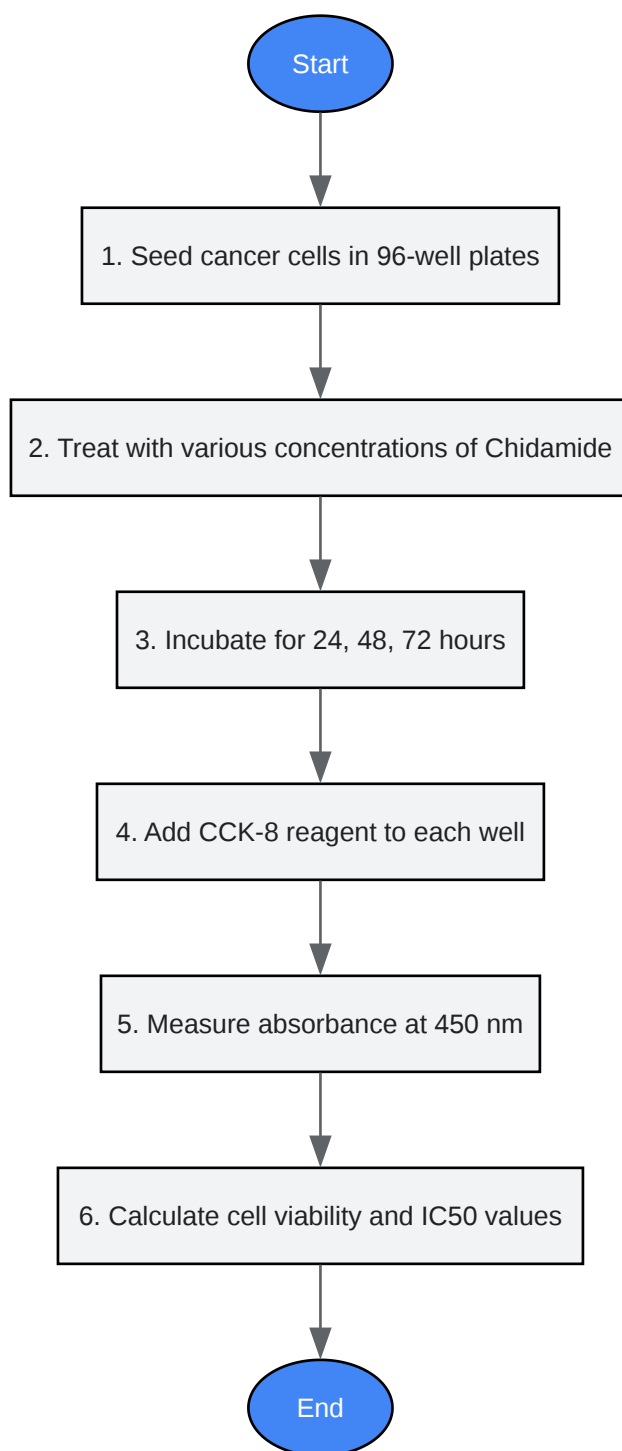 Start
1. Seed cancer cells in 96-well plates
2. Treat with various concentrations of Chidamide
3. Incubate for 24, 48, 72 hours
4. Add CCK-8 reagent to each well
5. Measure absorbance at 450 nm
6. Calculate cell viability and IC50 values
End